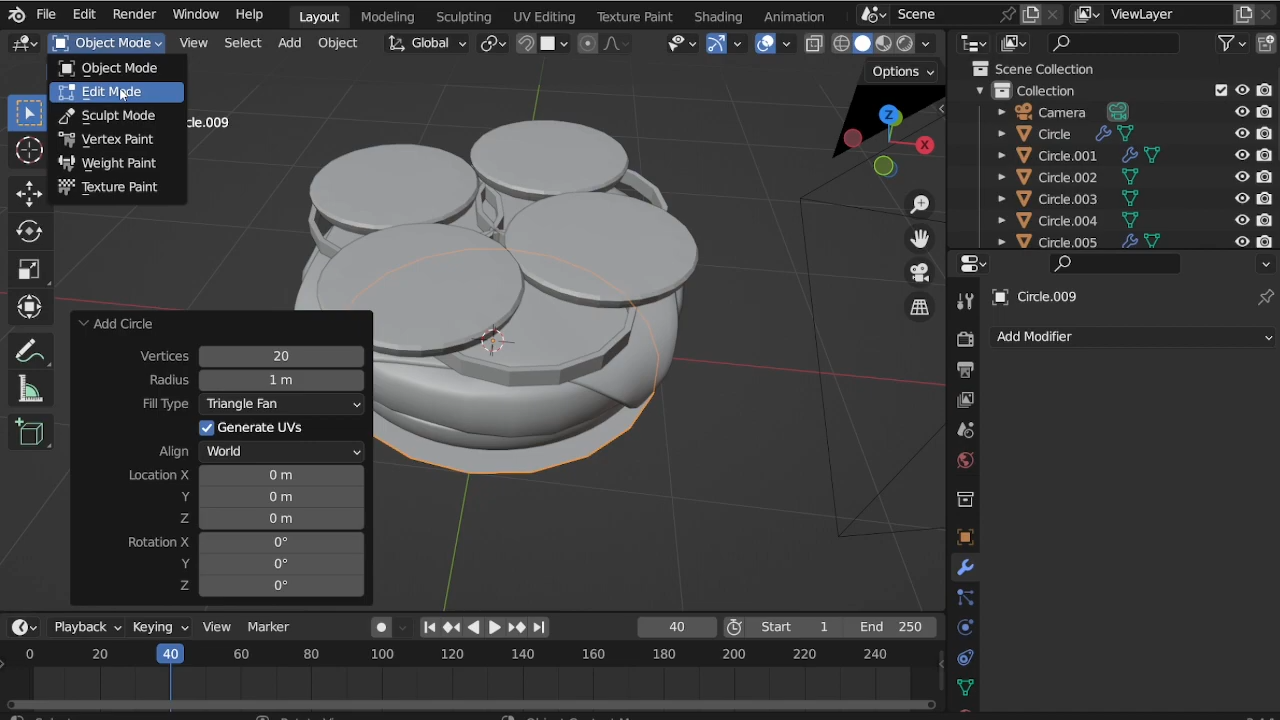 File Edit Render Window Help Layout Modeling Sculpting UV Editing Texture Paint Shading Animation Scene ViewLayer
Object Mode View Select Add Object Global
Options
Object Mode
Edit Mode
Sculpt Mode
Vertex Paint
Weight Paint
Texture Paint
cle.009
Z
X
Add Circle
Vertices 20
Radius 1 m
Fill Type Triangle Fan
Generate UVs
Align World
Location X 0 m
Y 0 m
Z 0 m
Rotation X 0°
Y 0°
Z 0°
Scene Collection
Collection
Camera
Circle
Circle.001
Circle.002
Circle.003
Circle.004
Circle.005
Circle.009
Add Modifier
Playback Keying View Marker 40 Start 1 End 250
0 20 40 60 80 100 120 140 160 180 200 220 240